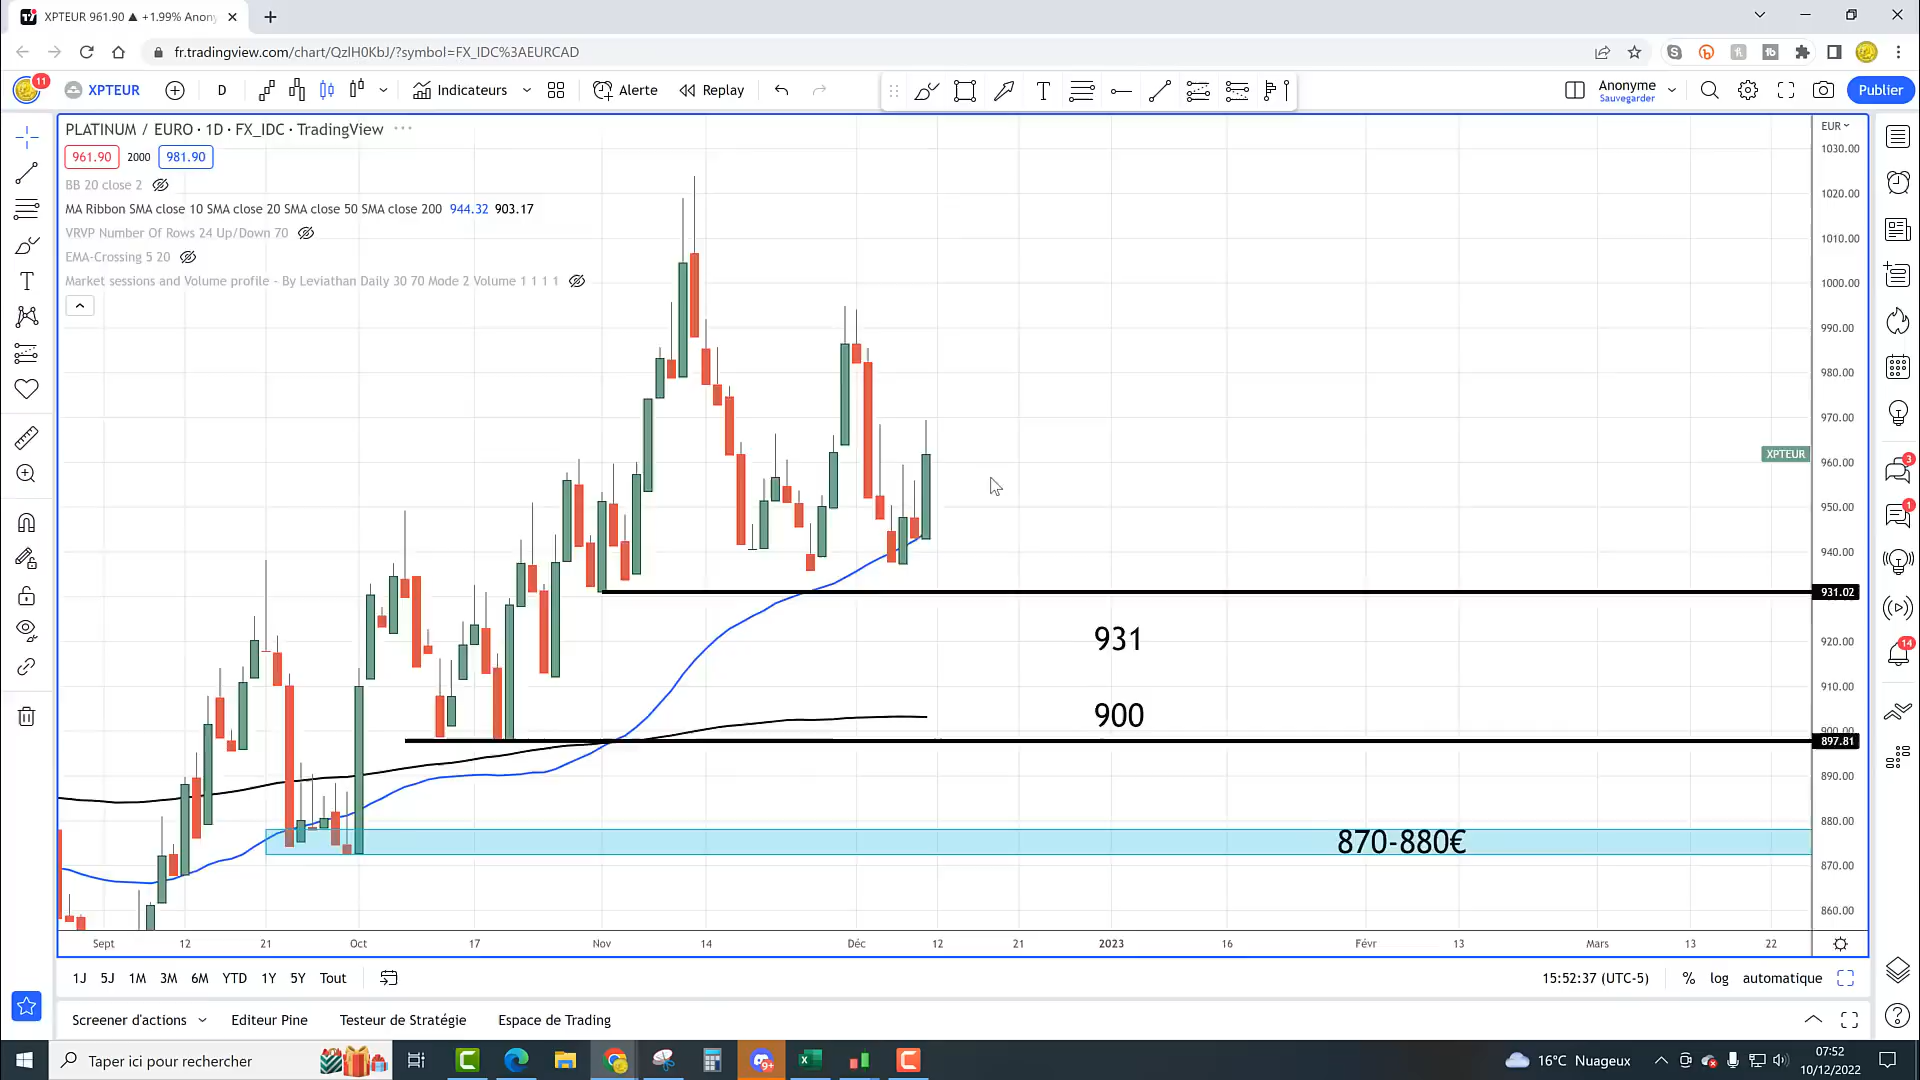 XPTEUR 961.90 ▲ +1.99% Anony
fr.tradingview.com/chart/QzlH0KbJ/?symbol=FX_IDC%3AEURCAD
11
XPTEUR
D
Indicateurs
Alerte
Replay
T
Anonyme
Sauvegarder
Publier
PLATINUM / EURO · 1D · FX_IDC · TradingView
EUR
961.90 2000 981.90
BB 20 close 2
MA Ribbon SMA close 10 SMA close 20 SMA close 50 SMA close 200 944.32 903.17
VRVP Number Of Rows 24 Up/Down 70
EMA-Crossing 5 20
Market sessions and Volume profile - By Leviathan Daily 30 70 Mode 2 Volume 1 1 1 1
1030.00
1020.00
1010.00
1000.00
990.00
980.00
970.00
XPTEUR
960.00
950.00
940.00
931.02
931
920.00
910.00
900
900.00
897.81
890.00
880.00
870-880€
870.00
860.00
3
1
14
Sept 12 21 Oct 17 Nov 14 Déc 12 21 2023 16 Févr 13 Mars 13 22
1J 5J 1M 3M 6M YTD 1Y 5Y Tout
15:52:37 (UTC-5) % log automatique
Screener d'actions Editeur Pine Testeur de Stratégie Espace de Trading
Taper ici pour rechercher
9+
16°C Nuageux
07:52
10/12/2022